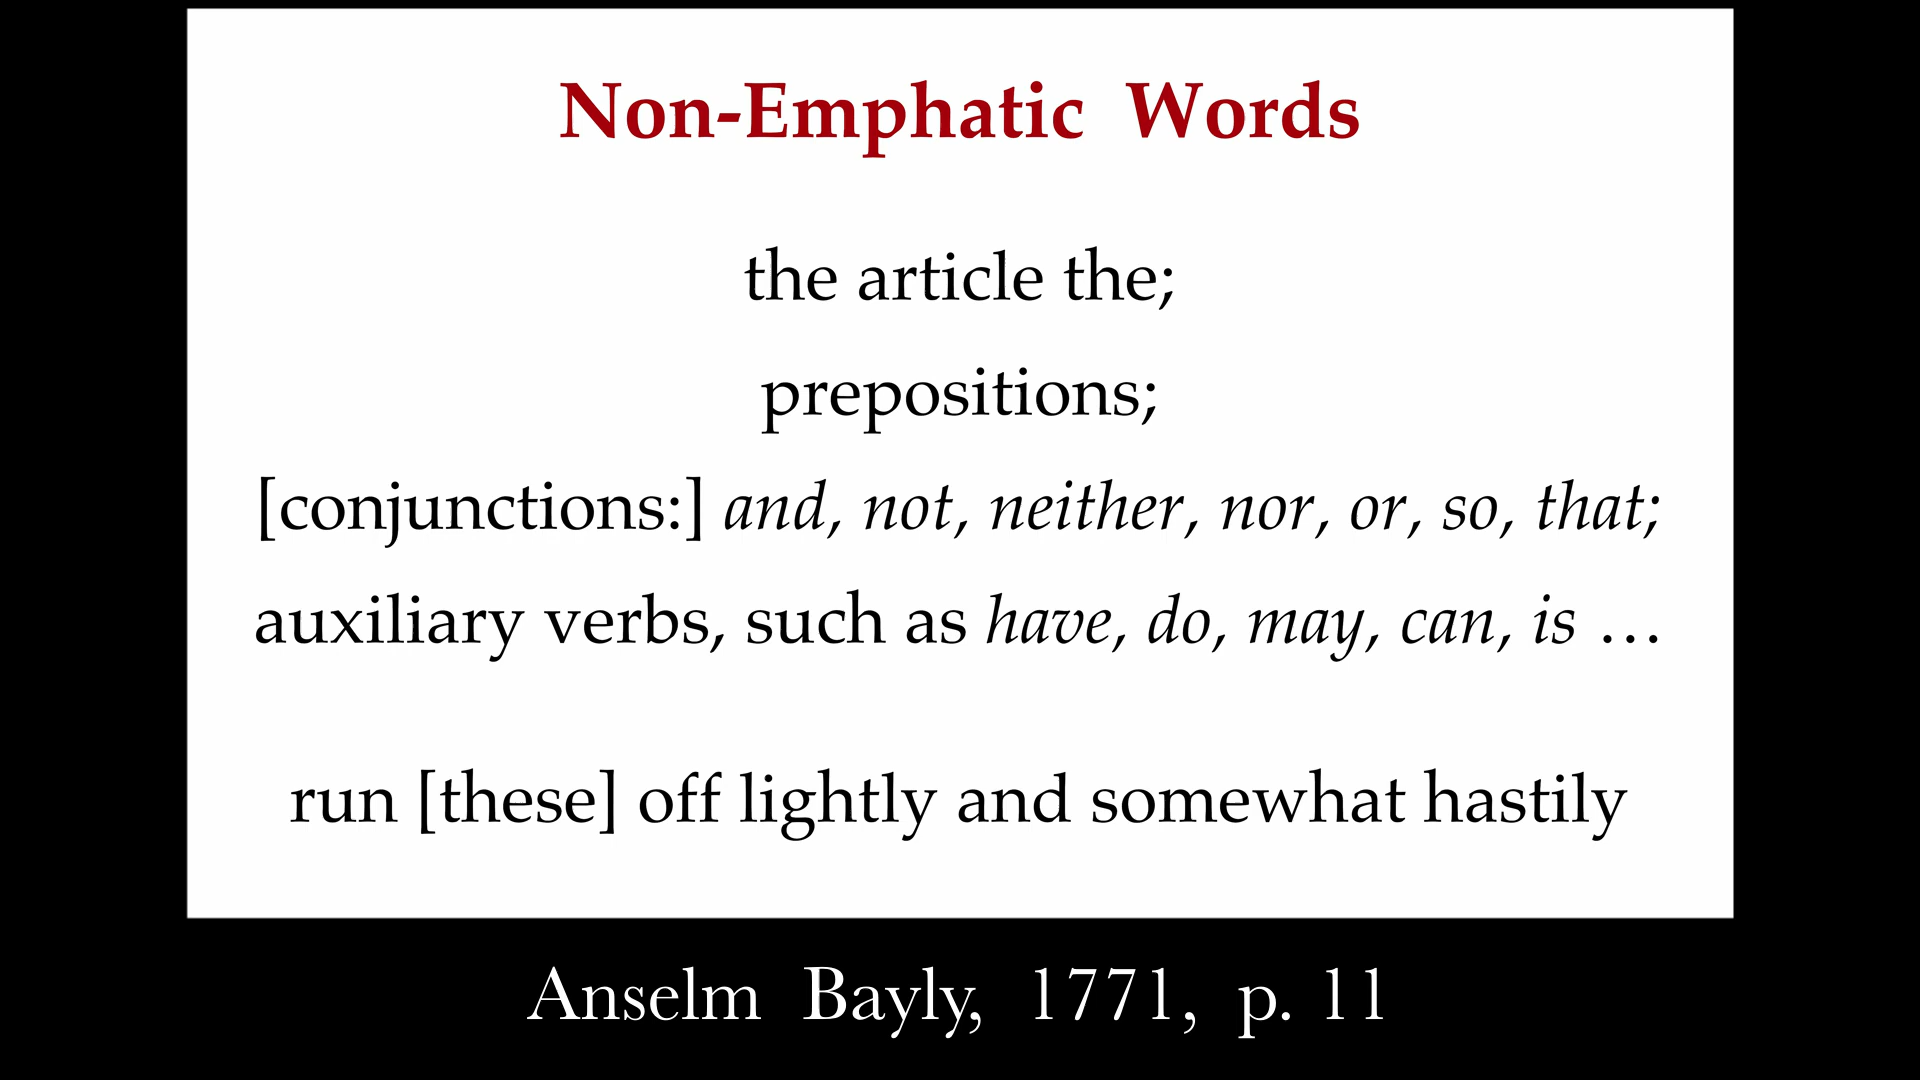 Non-Emphatic Words
the article the;
prepositions;
[conjunctions:] and, not, neither, nor, or, so, that;
auxiliary verbs, such as have, do, may, can, is …
run [these] off lightly and somewhat hastily
Anselm Bayly, 1771, p. 11